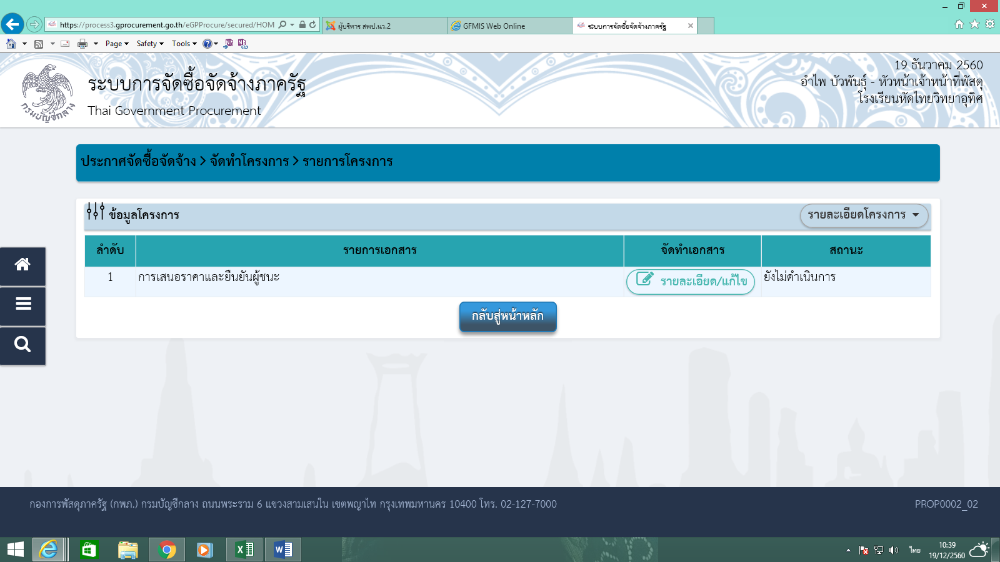 https://process3.gprocurement.go.th/eGPProcure/secured/HOM
ผู้บริหาร สพป.นว.2
GFMIS Web Online
ระบบการจัดซื้อจัดจ้างภาครัฐ
Page
Safety
Tools
กรมบัญชีกลาง
ระบบการจัดซื้อจัดจ้างภาครัฐ
Thai Government Procurement
19 ธันวาคม 2560
อำไพ บัวพันธุ์ - หัวหน้าเจ้าหน้าที่พัสดุ
โรงเรียนหัดไทยวิทยาอุทิศ
ประกาศจัดซื้อจัดจ้าง > จัดทำโครงการ > รายการโครงการ
ข้อมูลโครงการ
รายละเอียดโครงการ
ลำดับ รายการเอกสาร จัดทำเอกสาร สถานะ
1 การเสนอราคาและยืนยันผู้ชนะ รายละเอียด/แก้ไข ยังไม่ดำเนินการ
กลับสู่หน้าหลัก
กองการพัสดุภาครัฐ (กพภ.) กรมบัญชีกลาง ถนนพระราม 6 แขวงสามเสนใน เขตพญาไท กรุงเทพมหานคร 10400 โทร. 02-127-7000
PROP0002_02
ไทย
10:39
19/12/2560